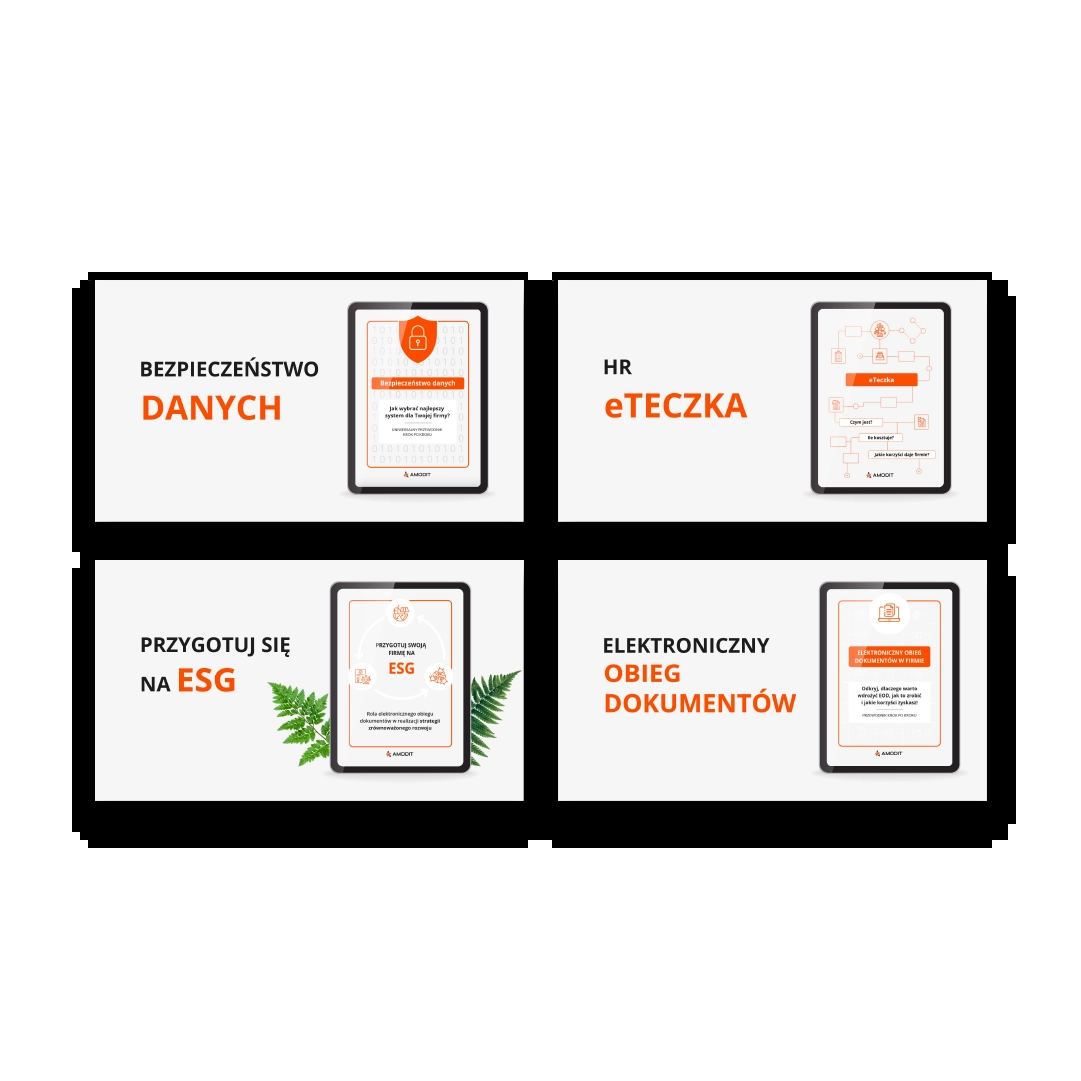 BEZPIECZEŃSTWO
DANYCH
Bezpieczeństwo danych
Jak wybrać najlepszy
system dla Twojej firmy?
UNIWERSALNY PRZEWODNIK
KROK PO KROKU
AMODIT
HR
eTECZKA
eTeczka
Czym jest?
Ile kosztuje?
Jakie korzyści daje firmie?
AMODIT
PRZYGOTUJ SIĘ
NA ESG
PRZYGOTUJ SWOJĄ
FIRMĘ NA
ESG
Rola elektronicznego obiegu
dokumentów w realizacji strategii
zrównoważonego rozwoju
AMODIT
ELEKTRONICZNY
OBIEG
DOKUMENTÓW
ELEKTRONICZNY OBIEG
DOKUMENTÓW W FIRMIE
Odkryj, dlaczego warto
wdrożyć EOD, jak to zrobić
i jakie korzyści zyskasz!
PRZEWODNIK KROK PO KROKU
AMODIT